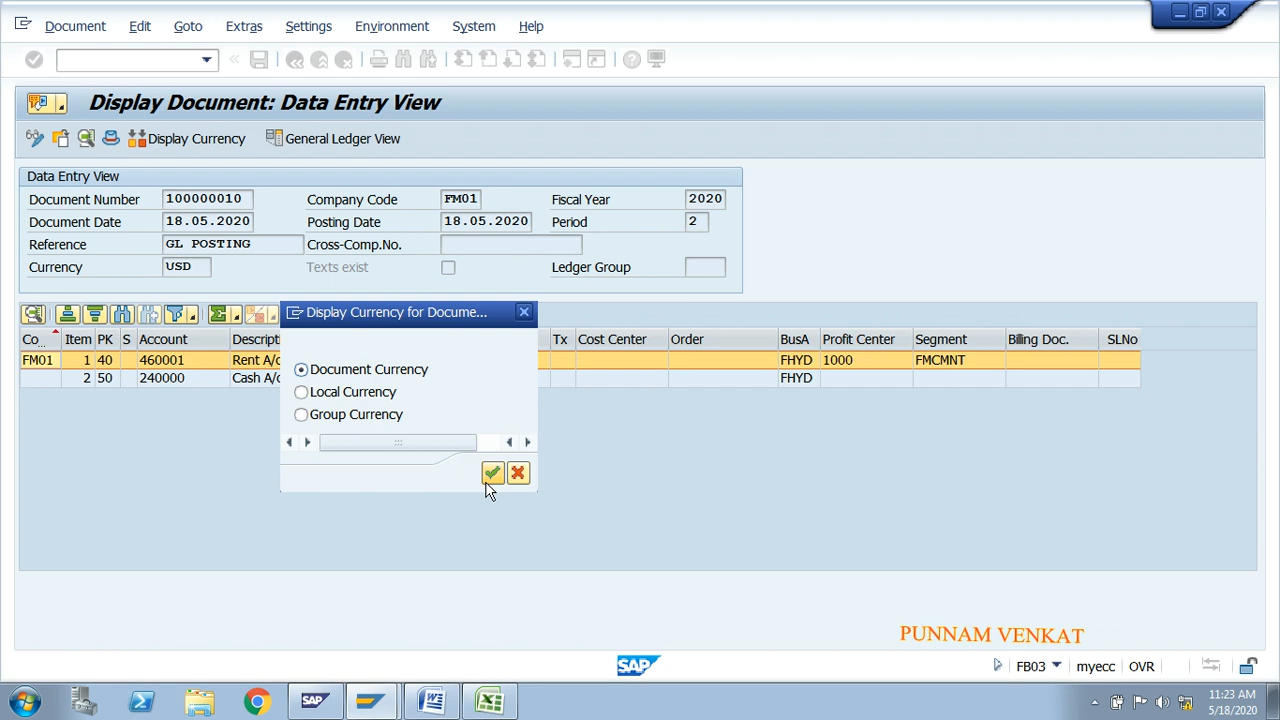 Document Edit Goto Extras Settings Environment System Help
Display Document: Data Entry View
Display Currency General Ledger View
Data Entry View
Document Number 100000010 Company Code FM01 Fiscal Year 2020
Document Date 18.05.2020 Posting Date 18.05.2020 Period 2
Reference GL POSTING Cross-Comp.No.
Currency USD Texts exist Ledger Group
Display Currency for Docume...
Co.. Item PK S Account Descripti Tx Cost Center Order BusA Profit Center Segment Billing Doc. SLNo
FM01 1 40 460001 Rent A/c FHYD 1000 FMCMNT
2 50 240000 Cash A/c FHYD
Document Currency
Local Currency
Group Currency
PUNNAM VENKAT
SAP FB03 myecc OVR
SAP
11:23 AM
5/18/2020